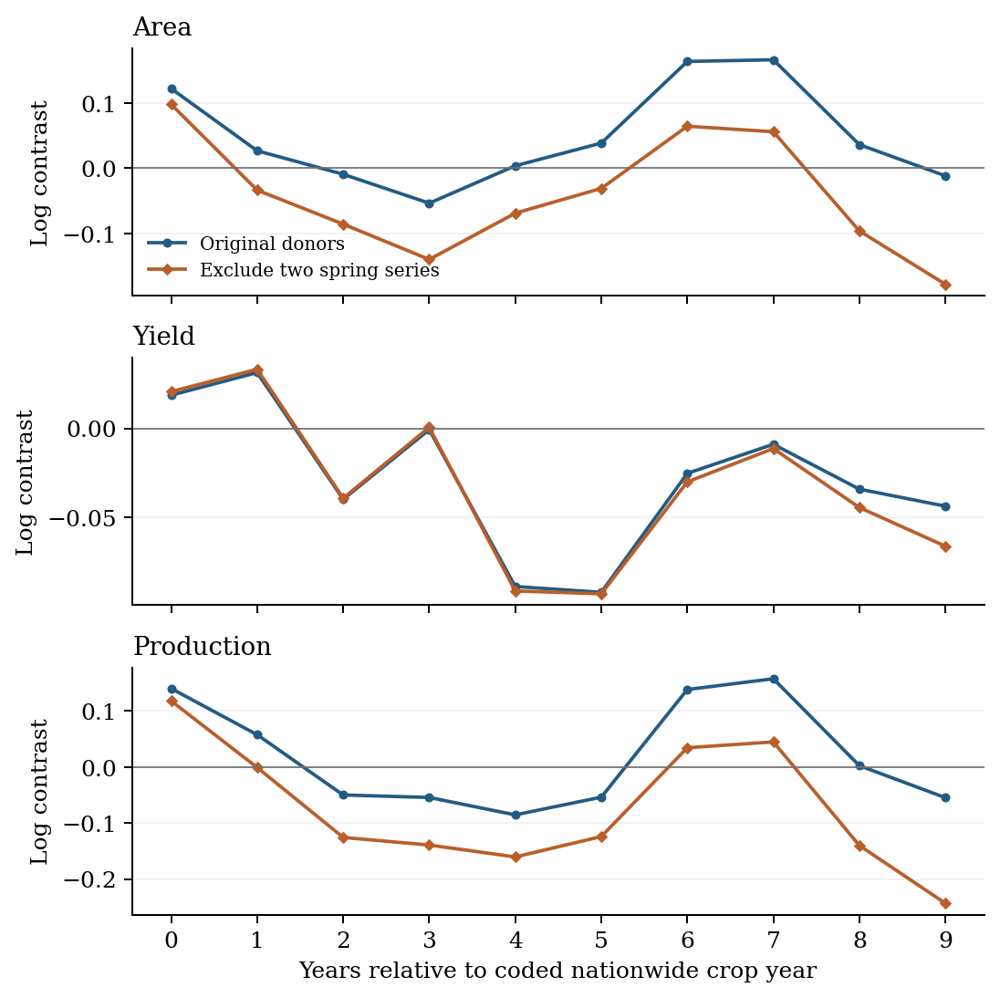 Area
Log contrast
0.1
0.0
−0.1
Original donors
Exclude two spring series
Yield
Log contrast
0.00
−0.05
Production
Log contrast
0.1
0.0
−0.1
−0.2
0 1 2 3 4 5 6 7 8 9
Years relative to coded nationwide crop year